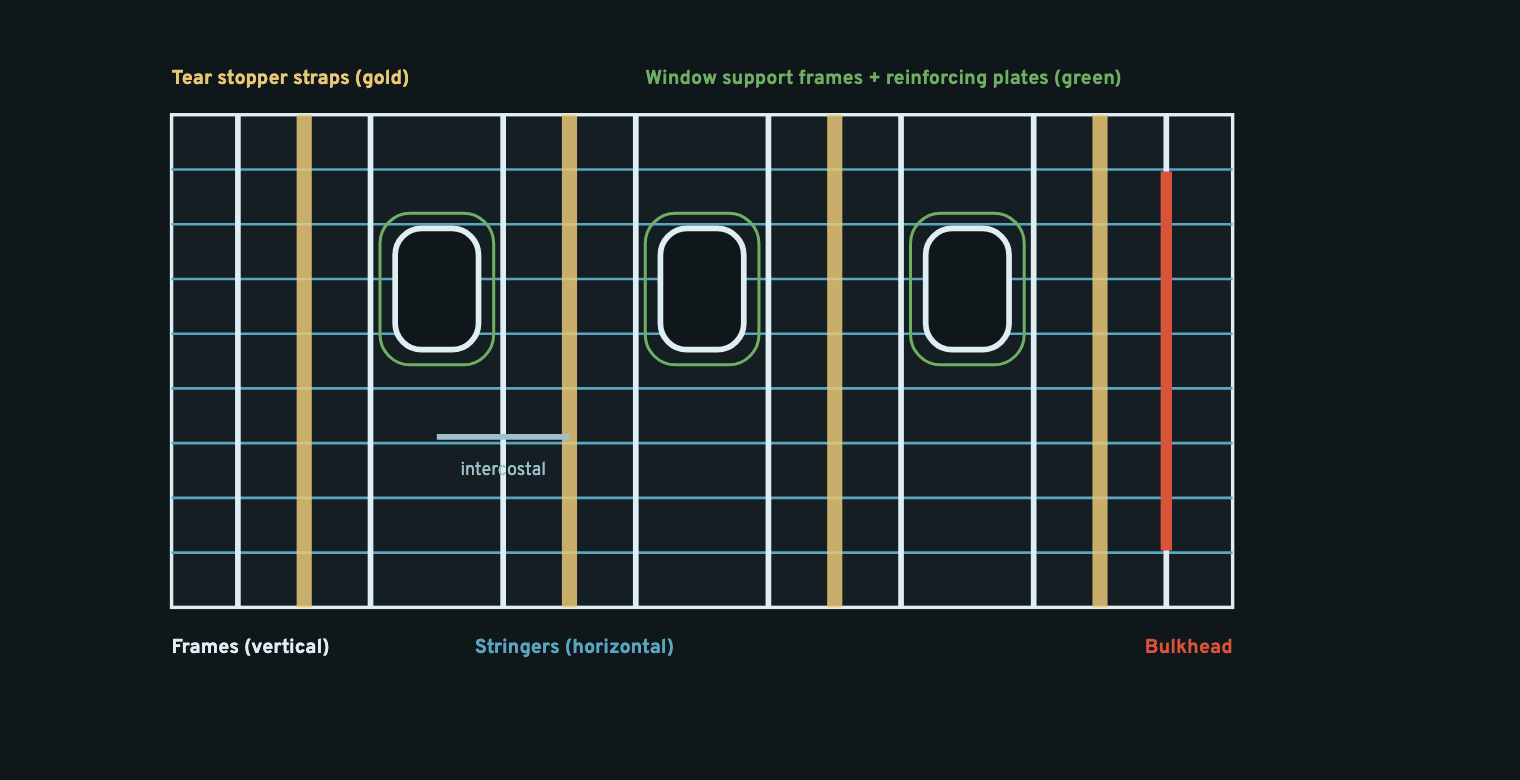 Tear stopper straps (gold)
Window support frames + reinforcing plates (green)
intercostal
Frames (vertical)
Stringers (horizontal)
Bulkhead